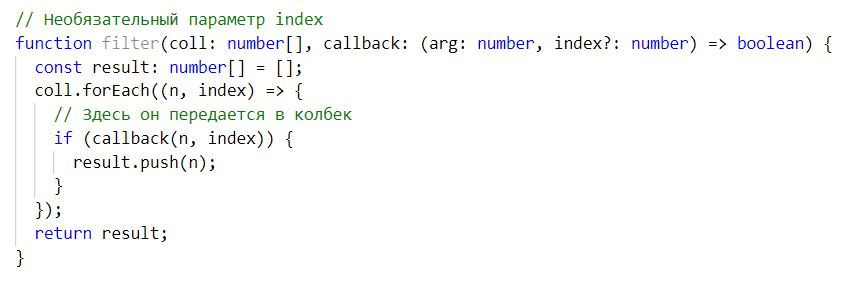 // Необязательный параметр index
function filter(coll: number[], callback: (arg: number, index?: number) => boolean) {
  const result: number[] = [];
  coll.forEach((n, index) => {
    // Здесь он передается в колбек
    if (callback(n, index)) {
      result.push(n);
    }
  });
  return result;
}